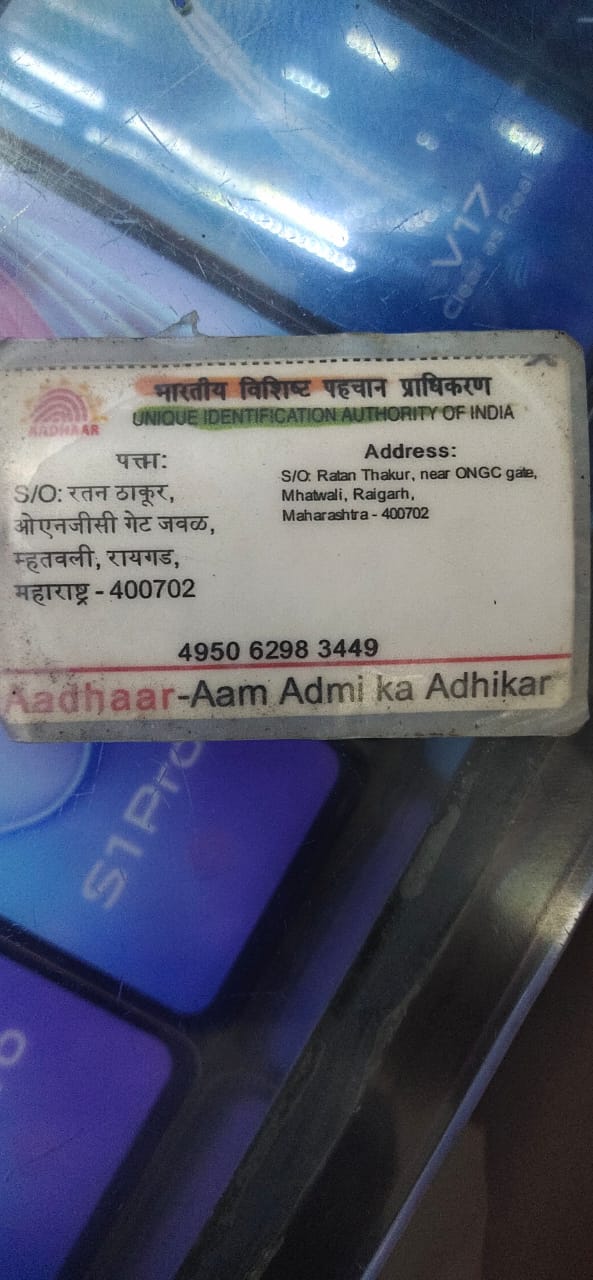 V17
Clear as Real
AADHAAR
भारतीय विशिष्ट पहचान प्राधिकरण
UNIQUE IDENTIFICATION AUTHORITY OF INDIA
पत्ता:
S/O: रतन ठाकूर,
ओएनजीसी गेट जवळ,
म्हतवली, रायगड,
महाराष्ट्र - 400702
Address:
S/O: Ratan Thakur, near ONGC gate,
Mhatwali, Raigarh,
Maharashtra - 400702
4950 6298 3449
Aadhaar-Aam Admi ka Adhikar
S1 Pro